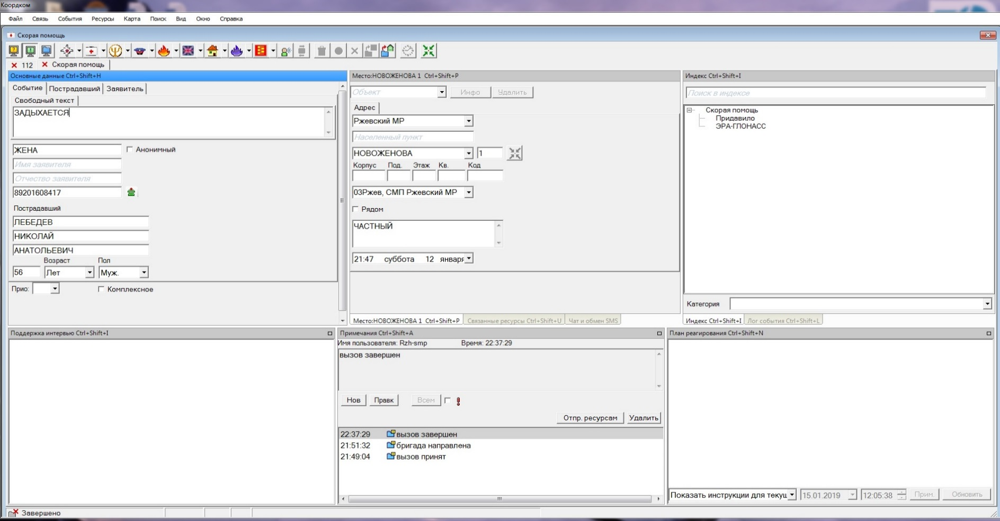 Коордком
Файл Связь События Ресурсы Карта Поиск Вид Окно Справка
Скорая помощь
112 Скорая помощь
Основные данные Ctrl+Shift+H
Событие Пострадавший Заявитель
Свободный текст
ЗАДЫХАЕТСЯ
ЖЕНА Анонимный
Имя заявителя
Отчество заявителя
89201608417
Пострадавший
ЛЕБЕДЕВ
НИКОЛАЙ
АНАТОЛЬЕВИЧ
Возраст Пол
56 Лет Муж.
Прио: Комплексное
Место:НОВОЖЕНОВА 1 Ctrl+Shift+P
Объект Инфо Удалить
Адрес
Ржевский МР
Населенный пункт
НОВОЖЕНОВА 1
Корпус Под. Этаж Кв. Код
03Ржев, СМП Ржевский МР
Рядом
ЧАСТНЫЙ
21:47 суббота 12 января
Место:НОВОЖЕНОВА 1 Ctrl+Shift+P Связанные ресурсы Ctrl+Shift+U Чат и обмен SMS
Индекс Ctrl+Shift+I
Поиск в индексе
Скорая помощь
Придавило
ЭРА-ГЛОНАСС
Категория
Индекс Ctrl+Shift+I Лог события Ctrl+Shift+L
Поддержка интервью Ctrl+Shift+I
Примечания Ctrl+Shift+A
Имя пользователя: Rzh-smp Время: 22:37:29
вызов завершен
Нов Правк Всем
Отпр. ресурсам Удалить
22:37:29 вызов завершен
21:51:32 бригада направлена
21:49:04 вызов принят
План реагирования Ctrl+Shift+N
Показать инструкции для текущ 15.01.2019 12:05:38 Прим. Обновить
Завершено